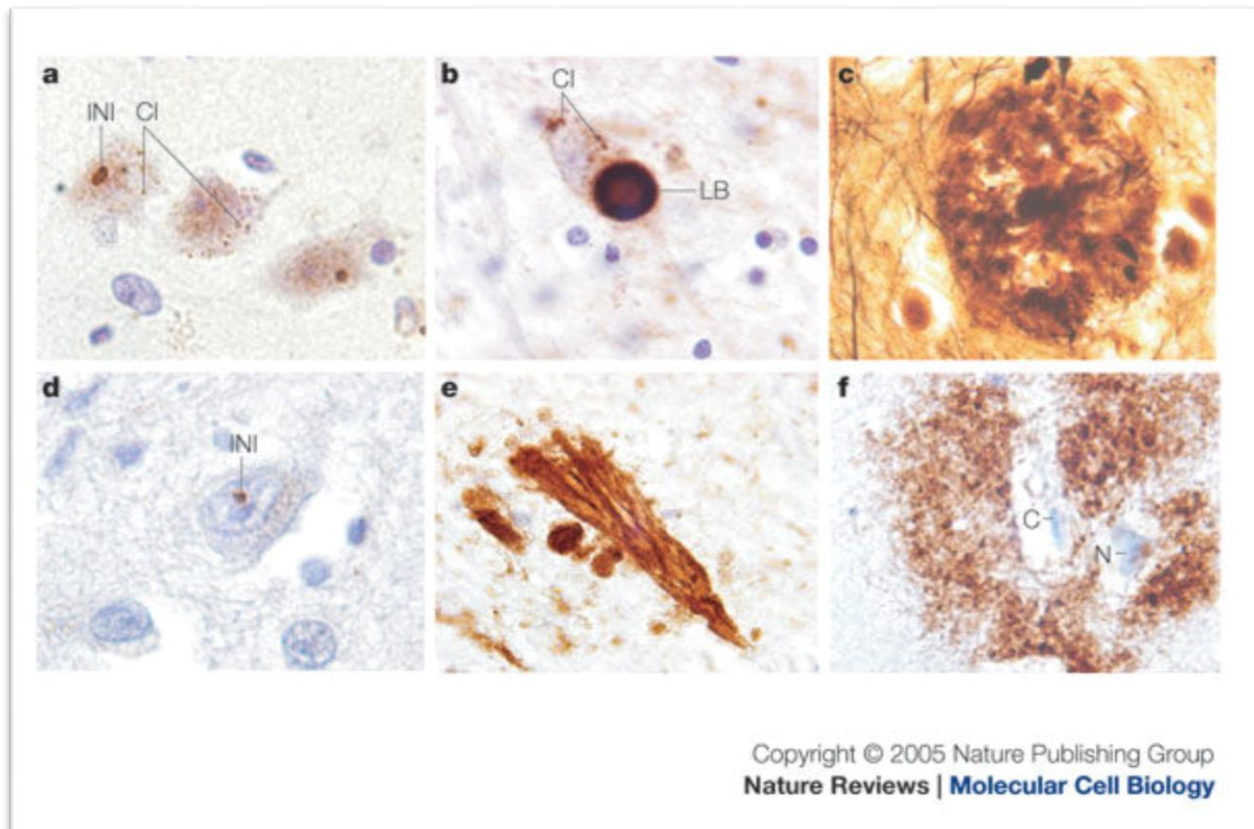 a
INI CI
b
CI
LB
c
d
INI
e
f
C
N
Copyright © 2005 Nature Publishing Group
Nature Reviews | Molecular Cell Biology